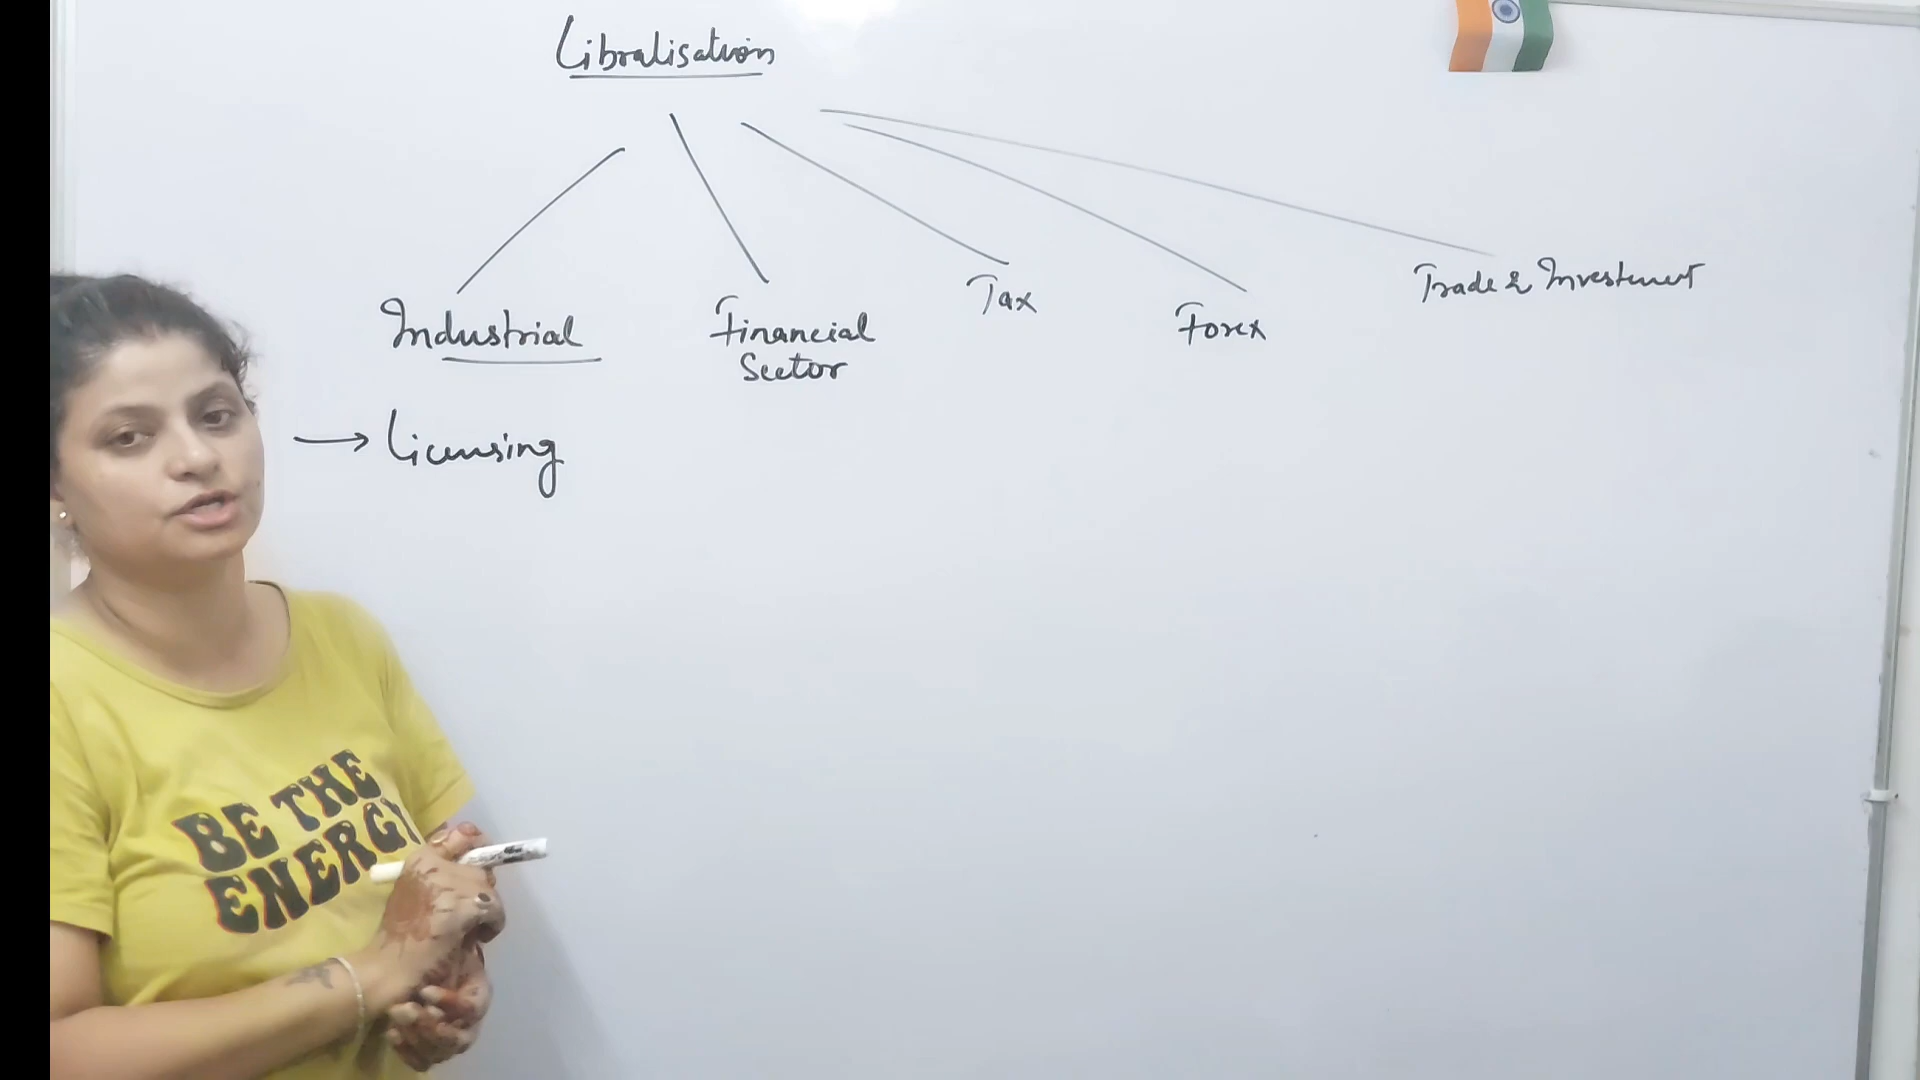 Libralisation
Industrial
Financial
Sector
Tax
Forex
Trade & Investment
→ Licensing
BE THE
ENERGY